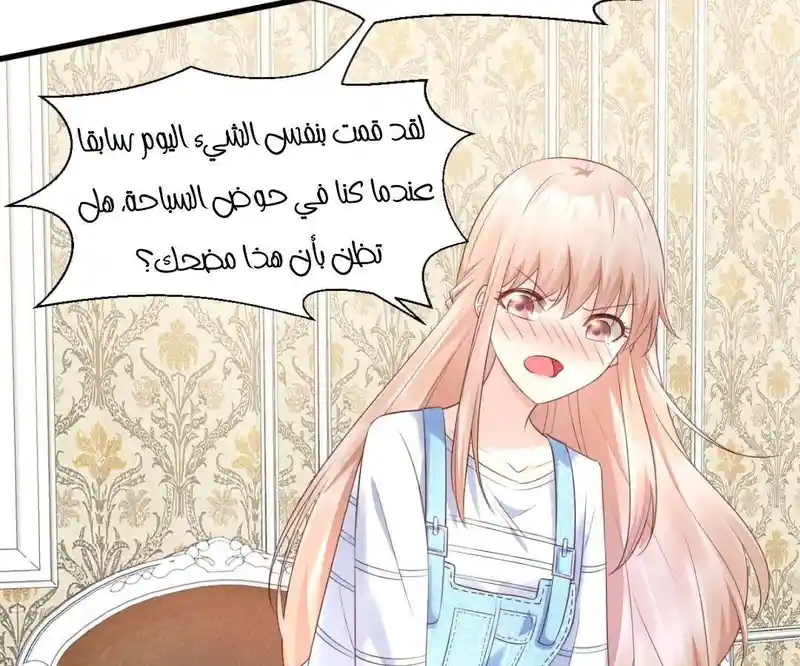 لقد قمت بنفس الشيء اليوم سابقا
عندما كنا في حوض السباحة، هل
تظن بأن هذا مضحك؟